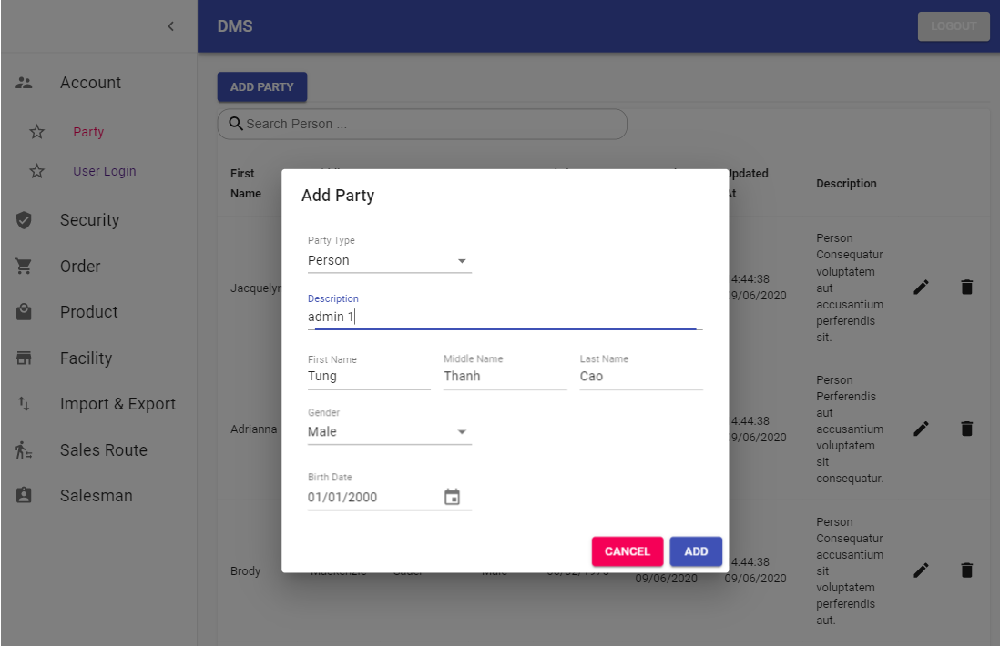 DMS
LOGOUT
Account
Party
User Login
Security
Order
Product
Facility
Import & Export
Sales Route
Salesman
ADD PARTY
Search Person ...
First
Name
Updated
At
Description
Jacquelyn
4:44:38
09/06/2020
Person
Consequatur
voluptatem
aut
accusantium
perferendis
sit.
Adrianna
4:44:38
09/06/2020
Person
Perferendis
aut
accusantium
voluptatem
sit
consequatur.
Brody
Mackenzie
Male
09/06/2020
4:44:38
09/06/2020
Person
Consequatur
accusantium
sit
voluptatem
perferendis
aut.
Add Party
Party Type
Person
Description
admin 1
First Name
Middle Name
Last Name
Tung
Thanh
Cao
Gender
Male
Birth Date
01/01/2000
CANCEL
ADD